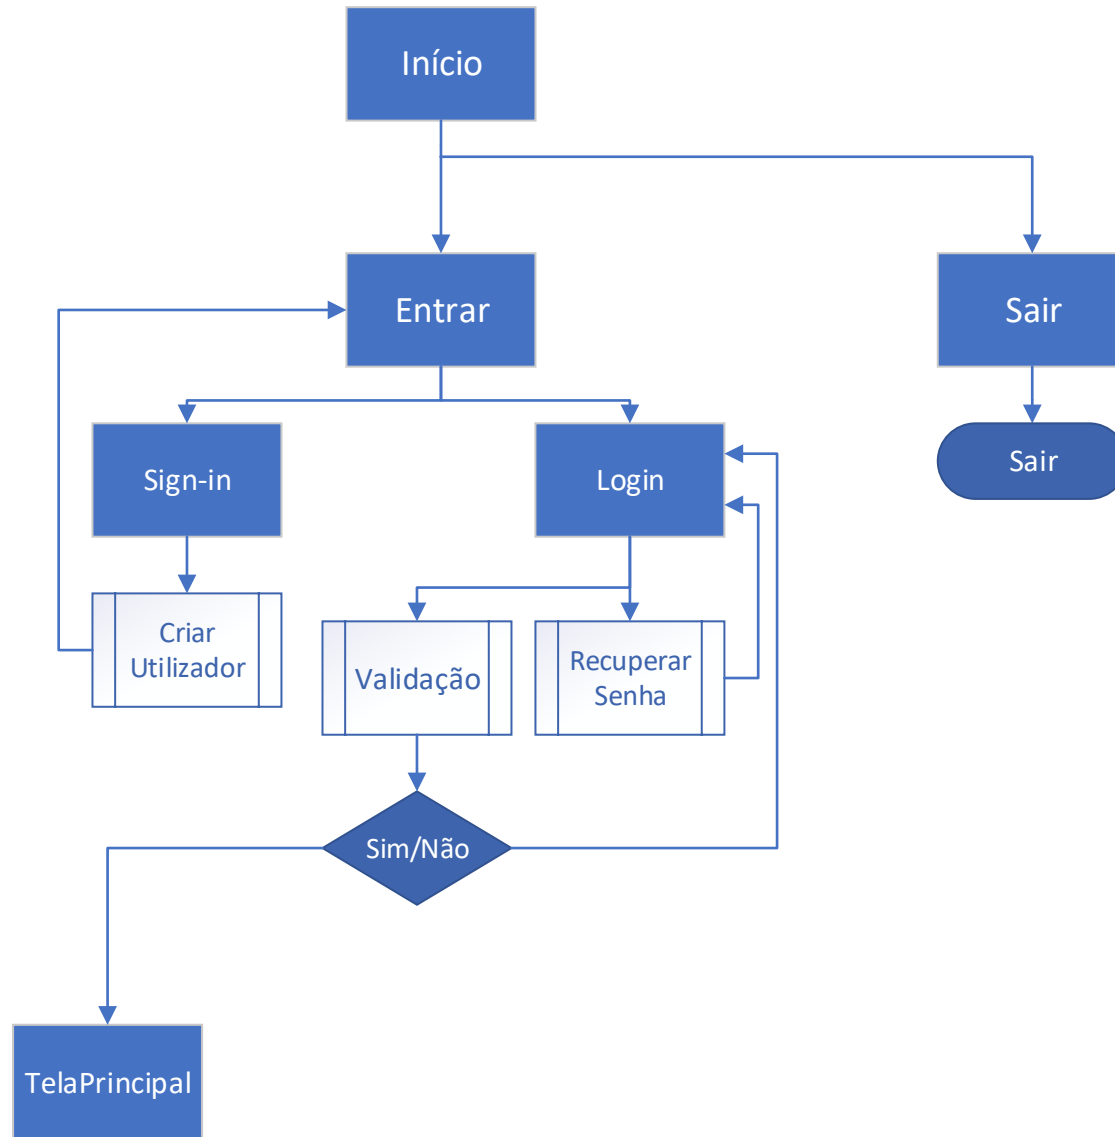 Início
Entrar
Sair
Sign-in
Login
Sair
Criar
Utilizador
Validação
Recuperar
Senha
Sim/Não
TelaPrincipal